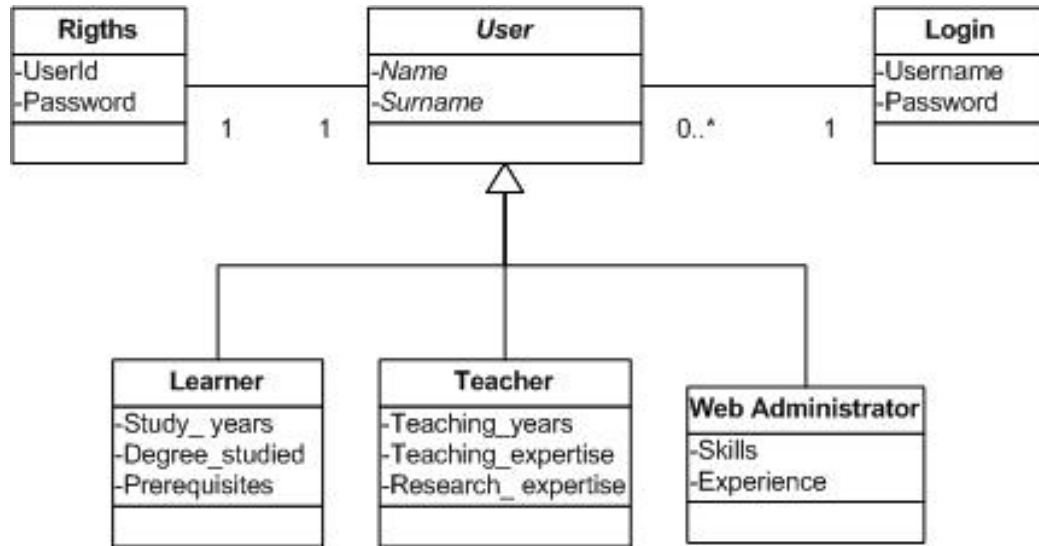 Rigths
-UserId
-Password
1
1
User
-Name
-Surname
0..*
1
Login
-Username
-Password
Learner
-Study_ years
-Degree_studied
-Prerequisites
Teacher
-Teaching_years
-Teaching_expertise
-Research_ expertise
Web Administrator
-Skills
-Experience